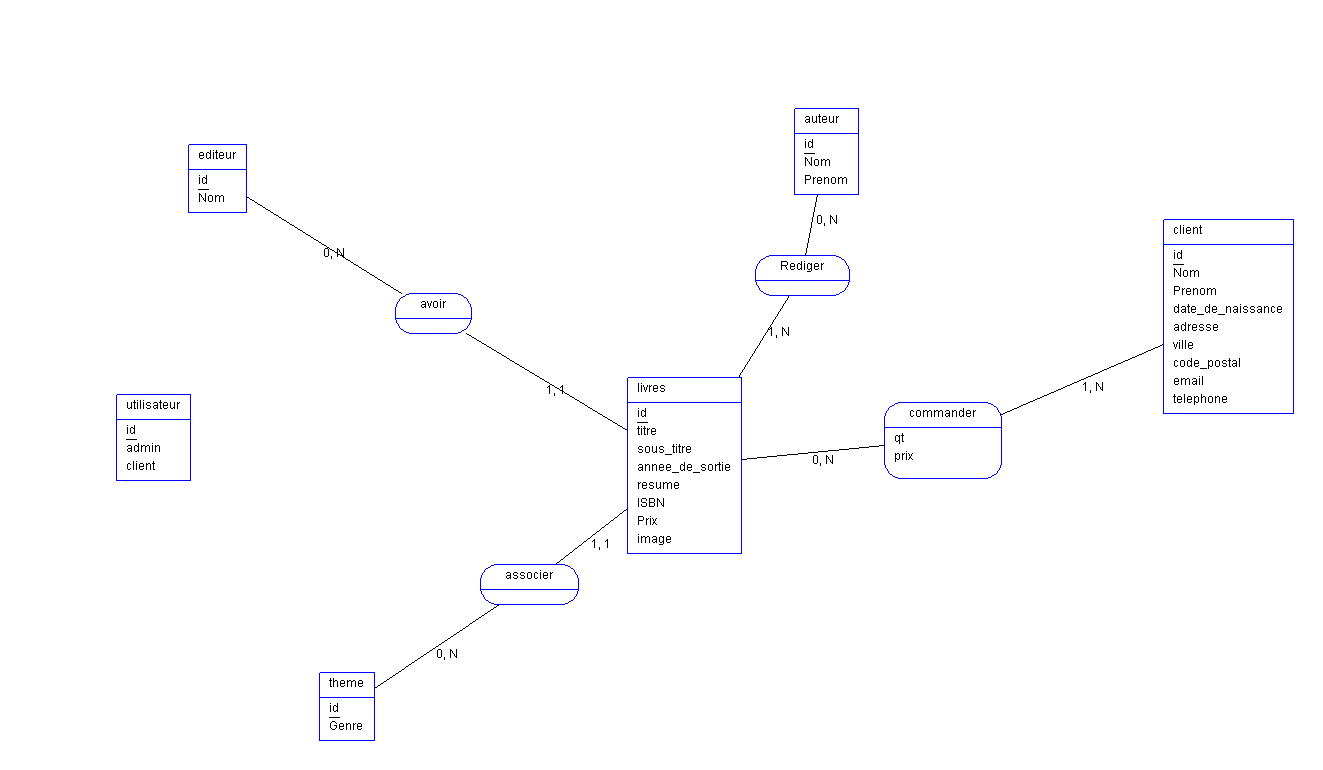 auteur
id
Nom
Prenom
0, N
editeur
id
Nom
0, N
Rediger
1, N
client
id
Nom
Prenom
date_de_naissance
adresse
ville
code_postal
email
telephone
1, N
avoir
1, 1
livres
id
titre
sous_titre
annee_de_sortie
resume
ISBN
Prix
image
commander
qt
prix
0, N
utilisateur
id
admin
client
1, 1
associer
0, N
theme
id
Genre